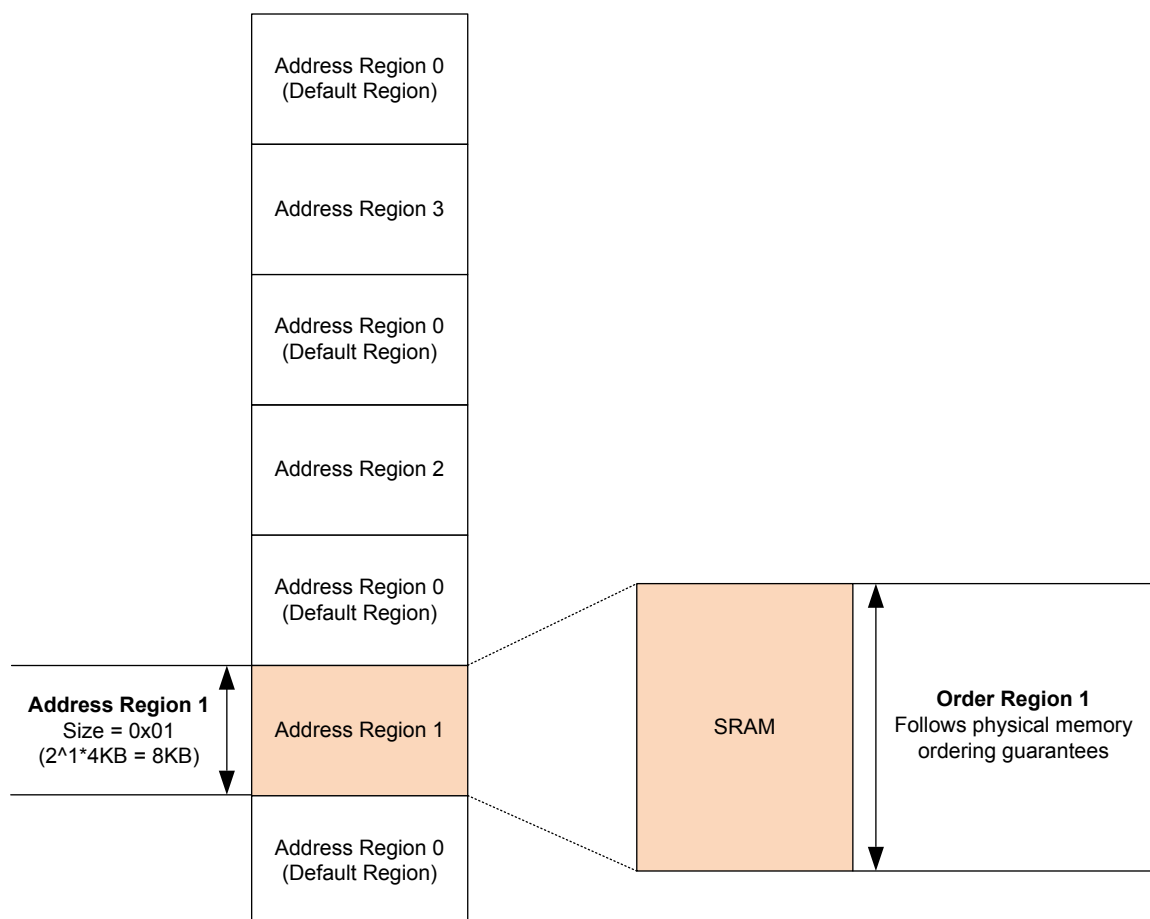 Address Region 0
(Default Region)
Address Region 3
Address Region 0
(Default Region)
Address Region 2
Address Region 0
(Default Region)
Address Region 1
Size = 0x01
(2^1*4KB = 8KB)
Address Region 1
SRAM
Order Region 1
Follows physical memory
ordering guarantees
Address Region 0
(Default Region)